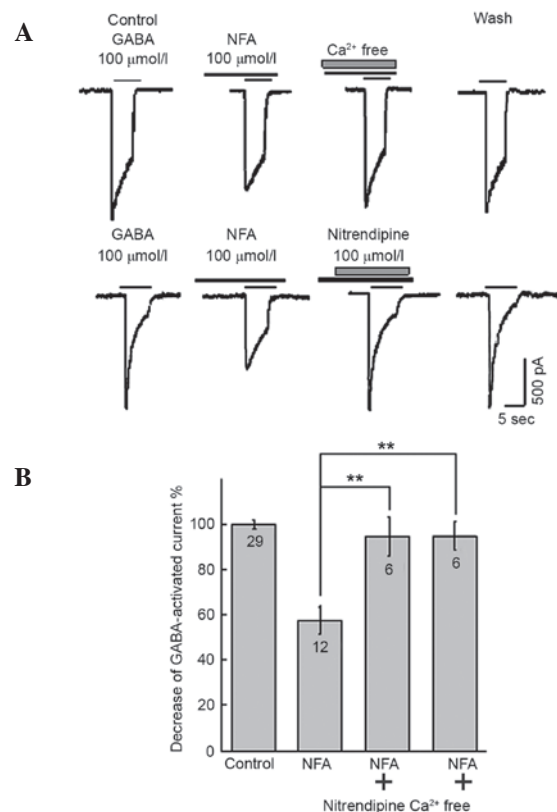 A
Control
GABA
100 µmol/l
NFA
100 µmol/l
Ca²⁺ free
Wash
GABA
100 µmol/l
NFA
100 µmol/l
Nitrendipine
100 µmol/l
500 pA
5 sec
B
Decrease of GABA-activated current %
100
80
60
40
20
0
**
**
29
12
6
6
Control
NFA
NFA
NFA
+
+
Nitrendipine Ca²⁺ free